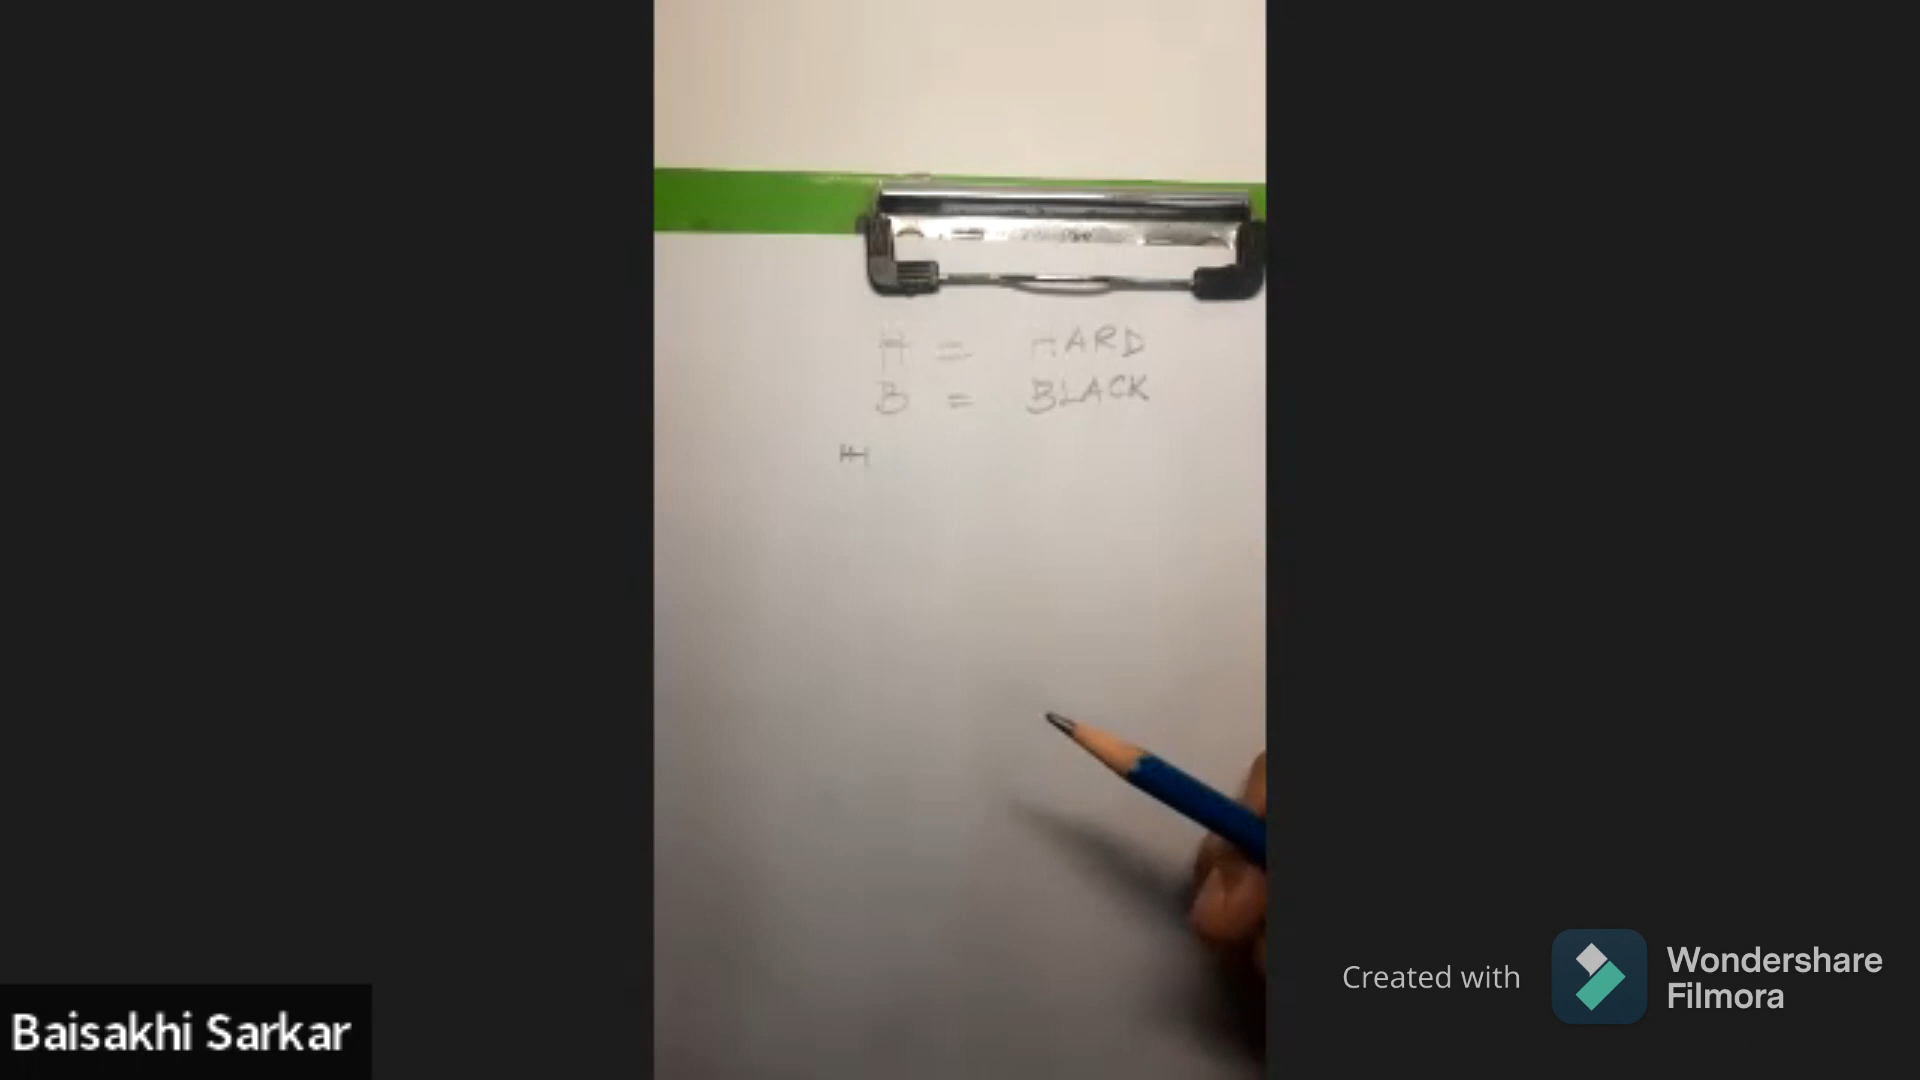 H = HARD
B = BLACK
H
Created with
Wondershare
Filmora
Baisakhi Sarkar